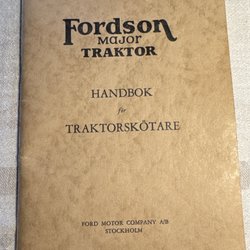 Fordson
MAJOR
TRAKTOR
HANDBOK
för
TRAKTORSKÖTARE
FORD MOTOR COMPANY A/B
STOCKHOLM